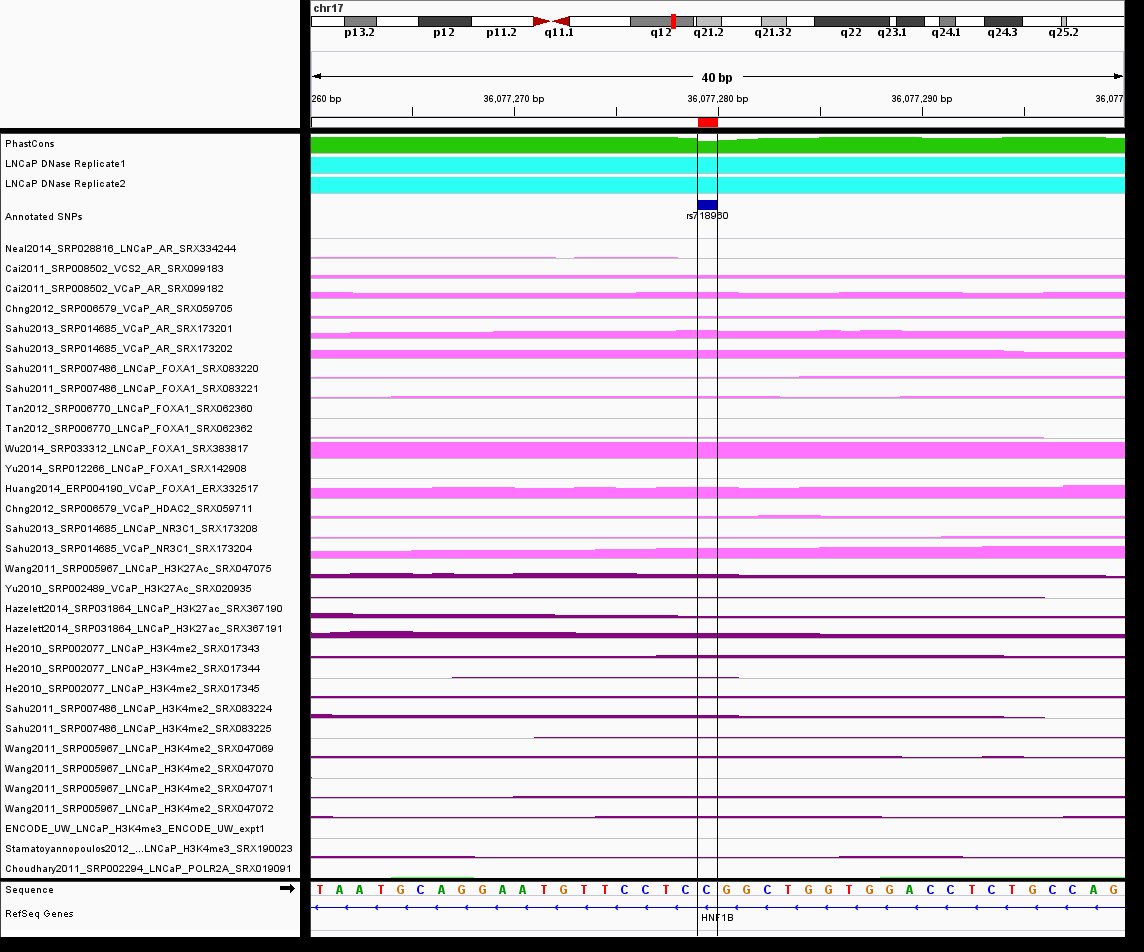 chr17
p13.2 p12 p11.2 q11.1 q12 q21.2 q21.32 q22 q23.1 q24.1 q24.3 q25.2
40 bp
260 bp 36,077,270 bp 36,077,280 bp 36,077,290 bp 36,077
PhastCons
LNCaP DNase Replicate1
LNCaP DNase Replicate2
Annotated SNPs
rs718960
Neal2014_SRP028816_LNCaP_AR_SRX334244
Cai2011_SRP008502_VCS2_AR_SRX099183
Cai2011_SRP008502_VCaP_AR_SRX099182
Chng2012_SRP006579_VCaP_AR_SRX059705
Sahu2013_SRP014685_VCaP_AR_SRX173201
Sahu2013_SRP014685_VCaP_AR_SRX173202
Sahu2011_SRP007486_LNCaP_FOXA1_SRX083220
Sahu2011_SRP007486_LNCaP_FOXA1_SRX083221
Tan2012_SRP006770_LNCaP_FOXA1_SRX062360
Tan2012_SRP006770_LNCaP_FOXA1_SRX062362
Wu2014_SRP033312_LNCaP_FOXA1_SRX383817
Yu2014_SRP012266_LNCaP_FOXA1_SRX142908
Huang2014_ERP004190_VCaP_FOXA1_ERX332517
Chng2012_SRP006579_VCaP_HDAC2_SRX059711
Sahu2013_SRP014685_LNCaP_NR3C1_SRX173208
Sahu2013_SRP014685_VCaP_NR3C1_SRX173204
Wang2011_SRP005967_LNCaP_H3K27Ac_SRX047075
Yu2010_SRP002489_VCaP_H3K27Ac_SRX020935
Hazelett2014_SRP031864_LNCaP_H3K27ac_SRX367190
Hazelett2014_SRP031864_LNCaP_H3K27ac_SRX367191
He2010_SRP002077_LNCaP_H3K4me2_SRX017343
He2010_SRP002077_LNCaP_H3K4me2_SRX017344
He2010_SRP002077_LNCaP_H3K4me2_SRX017345
Sahu2011_SRP007486_LNCaP_H3K4me2_SRX083224
Sahu2011_SRP007486_LNCaP_H3K4me2_SRX083225
Wang2011_SRP005967_LNCaP_H3K4me2_SRX047069
Wang2011_SRP005967_LNCaP_H3K4me2_SRX047070
Wang2011_SRP005967_LNCaP_H3K4me2_SRX047071
Wang2011_SRP005967_LNCaP_H3K4me2_SRX047072
ENCODE_UW_LNCaP_H3K4me3_ENCODE_UW_expt1
Stamatoyannopoulos2012_...LNCaP_H3K4me3_SRX190023
Choudhary2011_SRP002294_LNCaP_POLR2A_SRX019091
Sequence T A A T G C A G G A A T G T T C C T C C G G C T G G T G G A C C T C T G C C A G
RefSeq Genes
HNF1B